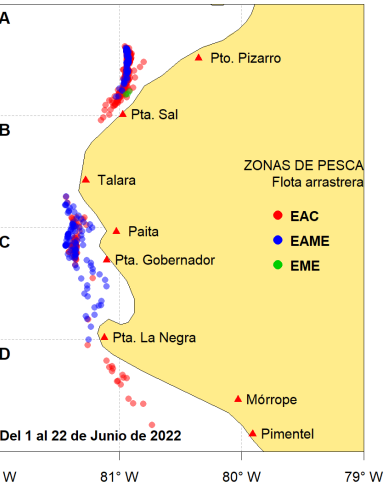 A
Pto. Pizarro
Pta. Sal
B
ZONAS DE PESCA
Flota arrastrera
Talara
EAC
Paita
EAME
C
Pta. Gobernador
EME
Pta. La Negra
D
Mórrope
Del 1 al 22 de Junio de 2022
Pimentel
W 81° W 80° W 79° W